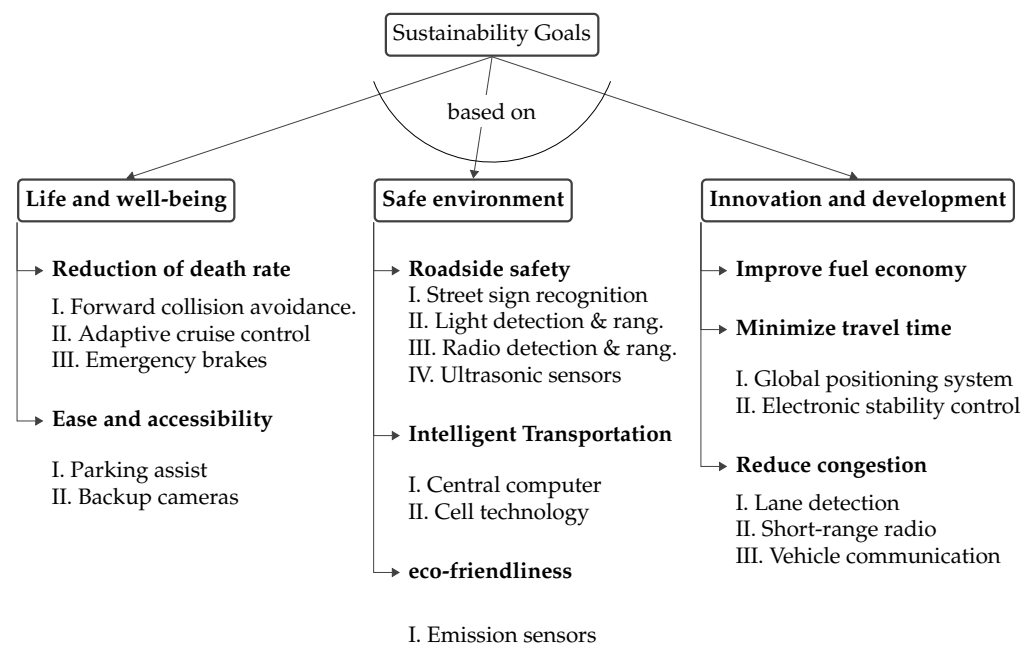 Sustainability Goals
based on
Life and well-being
Reduction of death rate
I. Forward collision avoidance.
II. Adaptive cruise control
III. Emergency brakes
Ease and accessibility
I. Parking assist
II. Backup cameras
Safe environment
Roadside safety
I. Street sign recognition
II. Light detection & rang.
III. Radio detection & rang.
IV. Ultrasonic sensors
Intelligent Transportation
I. Central computer
II. Cell technology
eco-friendliness
I. Emission sensors
Innovation and development
Improve fuel economy
Minimize travel time
I. Global positioning system
II. Electronic stability control
Reduce congestion
I. Lane detection
II. Short-range radio
III. Vehicle communication